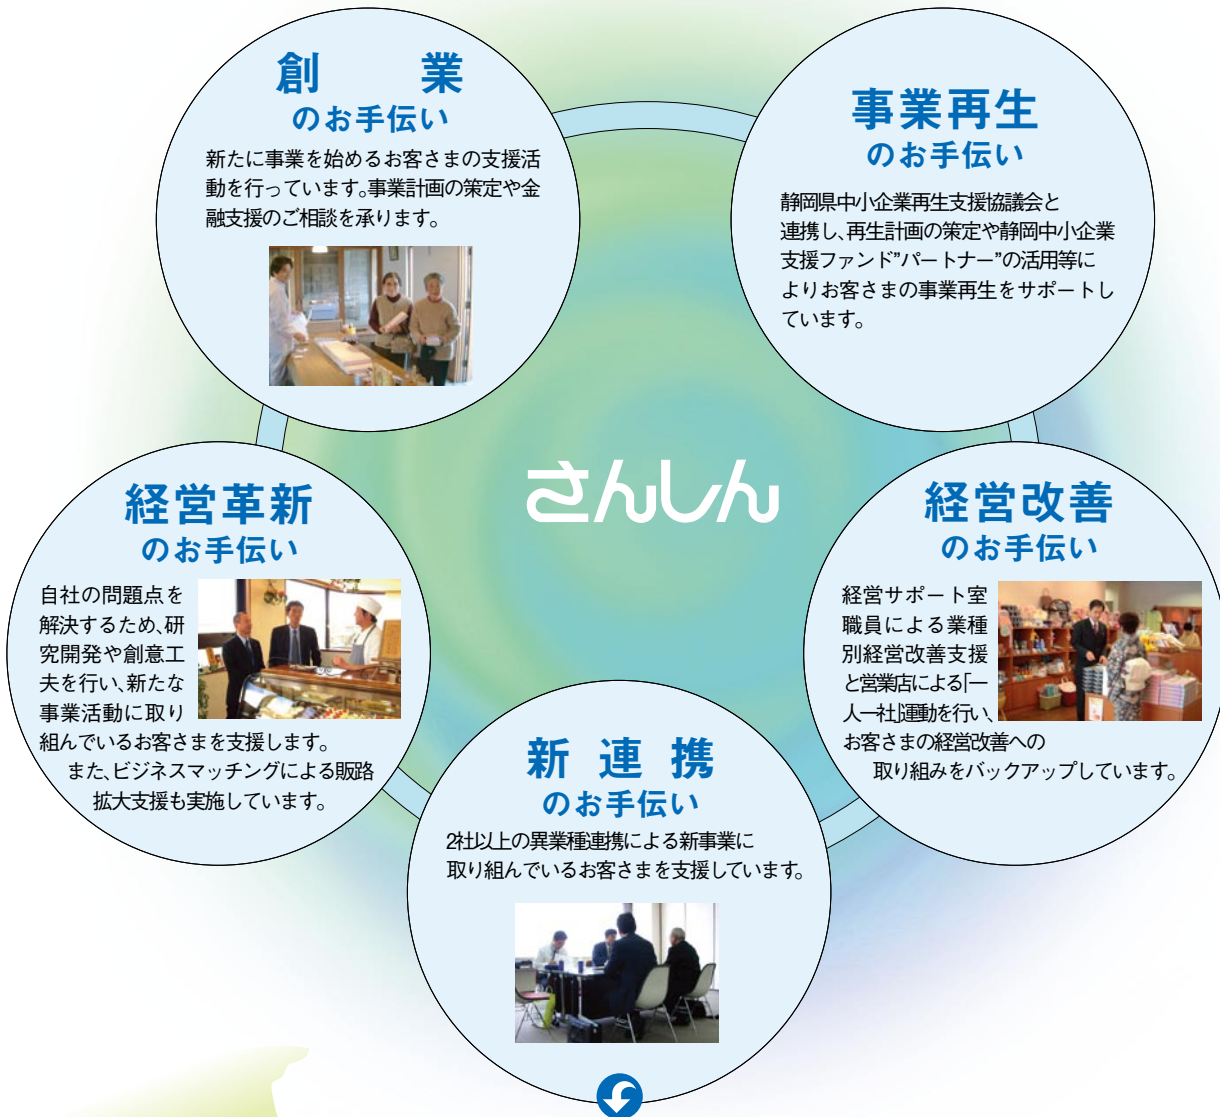 創　業
のお手伝い
新たに事業を始めるお客さまの支援活
動を行っています。事業計画の策定や金
融支援のご相談を承ります。
事業再生
のお手伝い
静岡県中小企業再生支援協議会と
連携し、再生計画の策定や静岡中小企業
支援ファンド”パートナー”の活用等に
よりお客さまの事業再生をサポートし
ています。
さんしん
経営革新
のお手伝い
自社の問題点を
解決するため、研
究開発や創意工
夫を行い、新たな
事業活動に取り
組んでいるお客さまを支援します。
また、ビジネスマッチングによる販路
拡大支援も実施しています。
経営改善
のお手伝い
経営サポート室
職員による業種
別経営改善支援
と営業店による「一
人一社」運動を行い、
お客さまの経営改善への
取り組みをバックアップしています。
新連携
のお手伝い
2社以上の異業種連携による新事業に
取り組んでいるお客さまを支援しています。